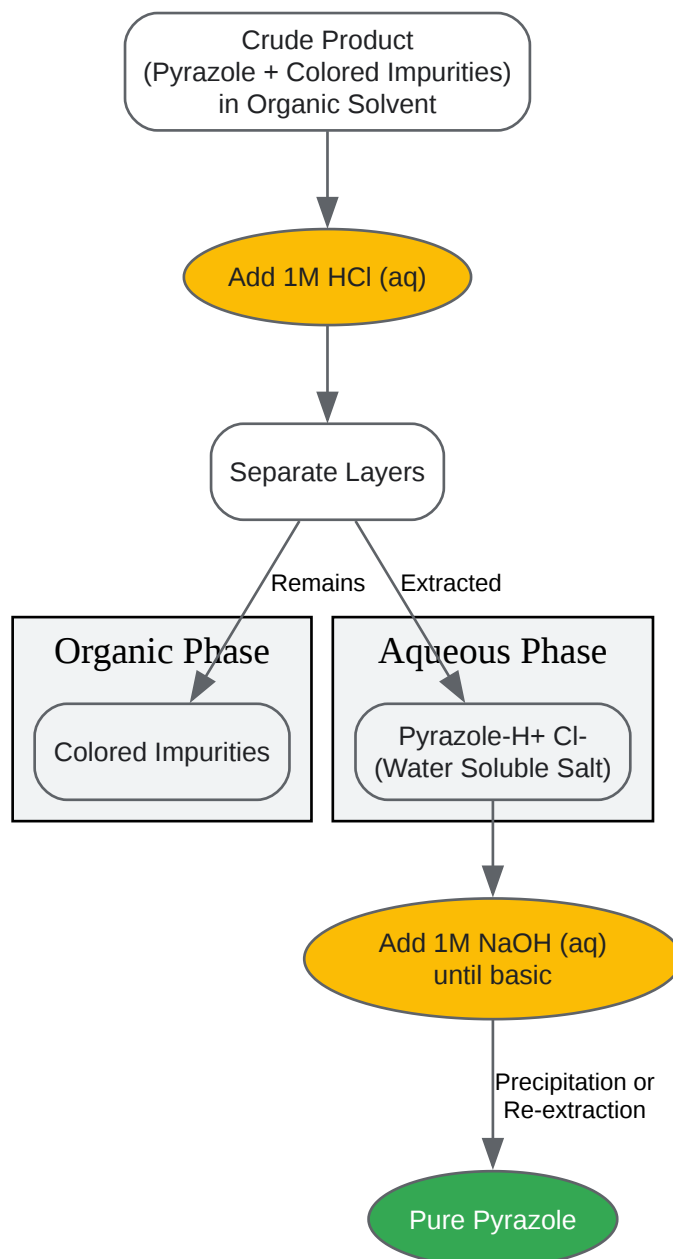 Crude Product
(Pyrazole + Colored Impurities)
in Organic Solvent
Add 1M HCl (aq)
Separate Layers
Remains
Extracted
Organic Phase
Colored Impurities
Aqueous Phase
Pyrazole-H+ Cl-
(Water Soluble Salt)
Add 1M NaOH (aq)
until basic
Precipitation or
Re-extraction
Pure Pyrazole